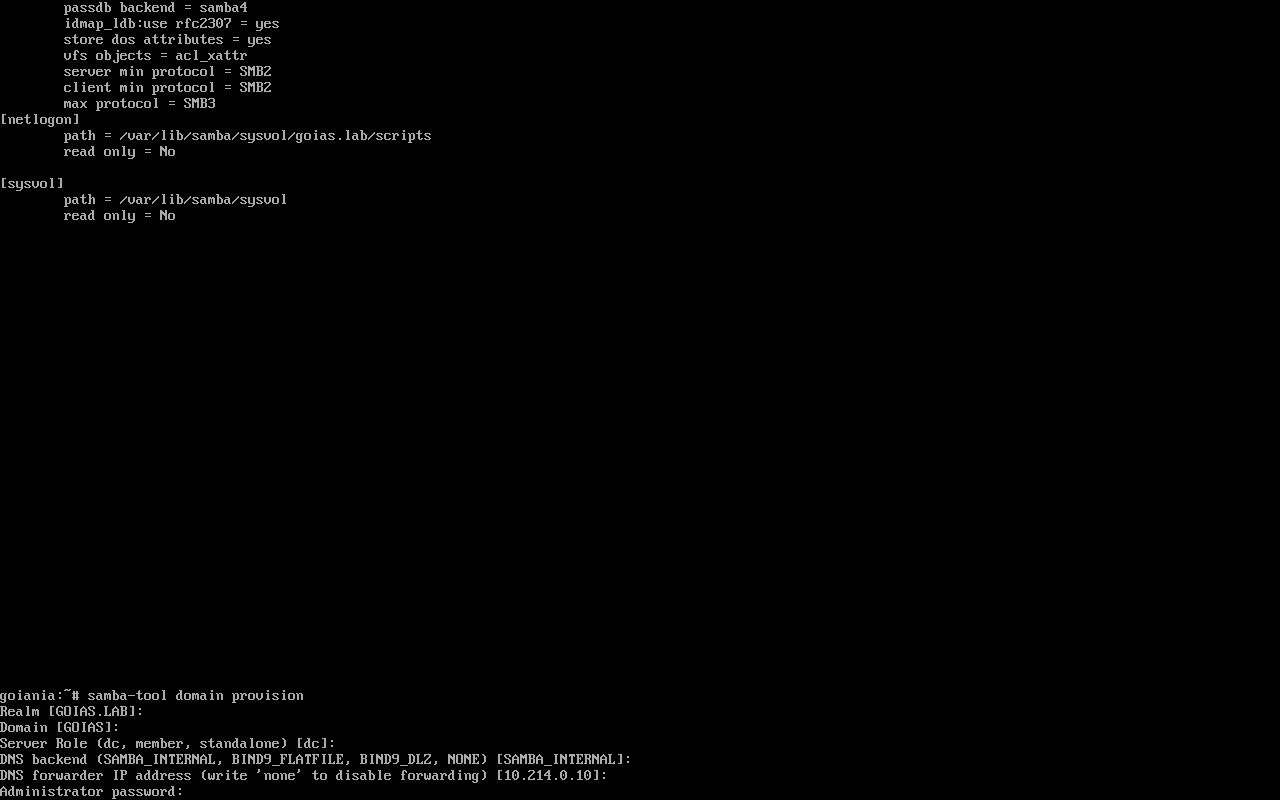 passdb backend = samba4
idmap_ldb:use rfc2307 = yes
store dos attributes = yes
vfs objects = acl_xattr
server min protocol = SMB2
client min protocol = SMB2
max protocol = SMB3
[netlogon]
path = /var/lib/samba/sysvol/goias.lab/scripts
read only = No
[sysvol]
path = /var/lib/samba/sysvol
read only = No
goiania:~# samba-tool domain provision
Realm [GOIAS.LAB]:
Domain [GOIAS]:
Server Role (dc, member, standalone) [dc]:
DNS backend (SAMBA_INTERNAL, BIND9_FLATFILE, BIND9_DLZ, NONE) [SAMBA_INTERNAL]:
DNS forwarder IP address (write 'none' to disable forwarding) [10.214.0.10]:
Administrator password: